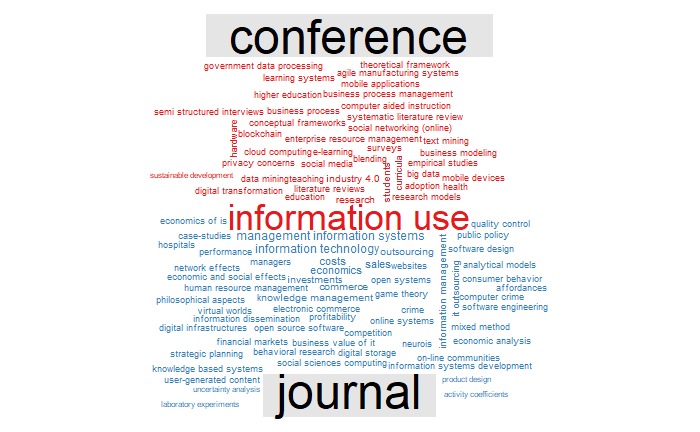 conference
government data processing theoretical framework
learning systems agile manufacturing systems
mobile applications
higher education business process management
semi structured interviews business process computer aided instruction
systematic literature review
conceptual frameworks social networking (online)
hardware blockchain enterprise resource management text mining
cloud computing e-learning surveys business modeling
privacy concerns social media blending curricula empirical studies
sustainable development data mining teaching industry 4.0 students big data mobile devices
digital transformation literature reviews adoption health
education research research models
information use
economics of is quality control
case-studies management information systems public policy
hospitals performance information technology outsourcing software design
managers costs sales websites information management it outsourcing analytical models
network effects economics
economic and social effects investments open systems consumer behavior
human resource management commerce affordances
philosophical aspects knowledge management game theory computer crime
virtual worlds electronic commerce crime software engineering
information dissemination profitability online systems
digital infrastructures open source software competition mixed method
financial markets business value of it neurois economic analysis
strategic planning behavioral research digital storage on-line communities
knowledge based systems social sciences computing information systems development
user-generated content product design
uncertainty analysis journal activity coefficients
laboratory experiments